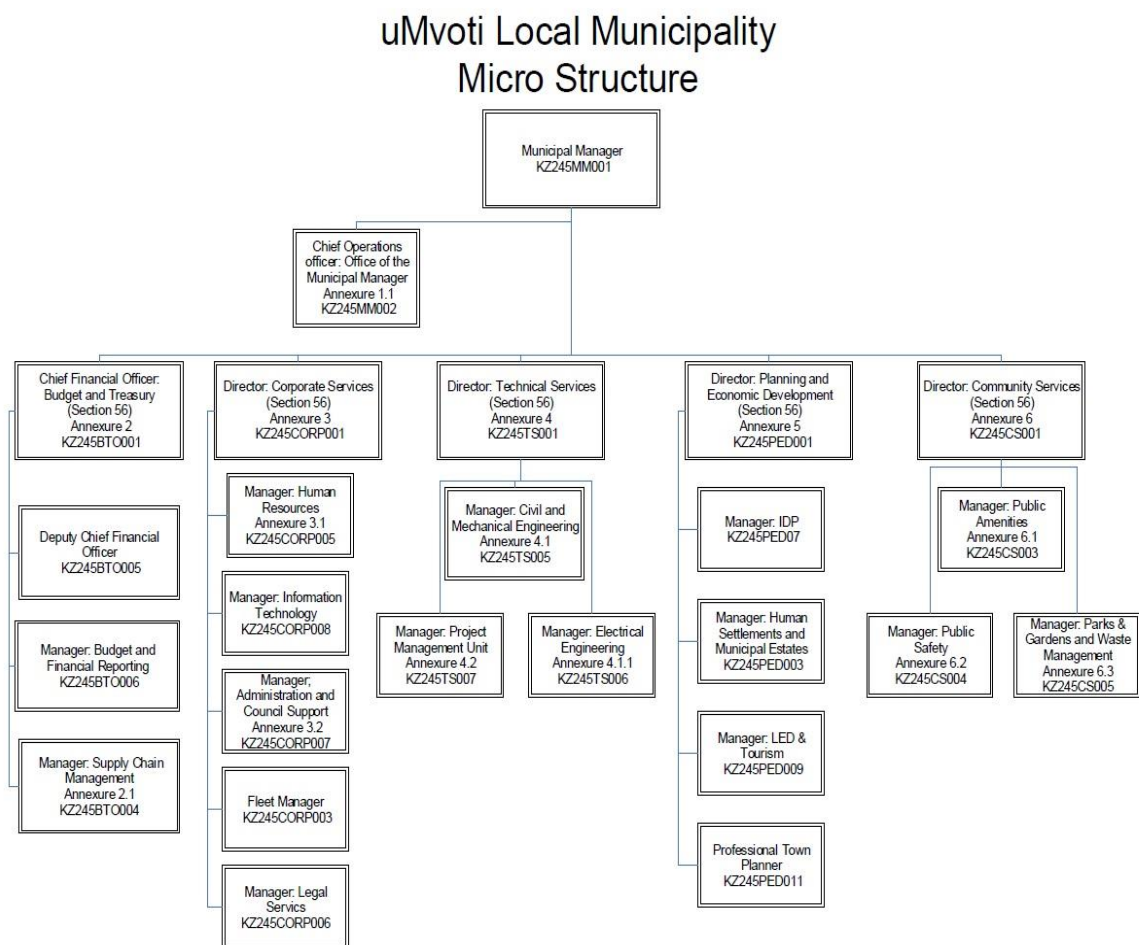 uMvoti Local Municipality
Micro Structure
Municipal Manager
KZ245MM001
Chief Operations
officer: Office of the
Municipal Manager
Annexure 1.1
KZ245MM002
Chief Financial Officer:
Budget and Treasury
(Section 56)
Annexure 2
KZ245BTO001
Director: Corporate Services
(Section 56)
Annexure 3
KZ245CORP001
Director: Technical Services
(Section 56)
Annexure 4
KZ245TS001
Director: Planning and
Economic Development
(Section 56)
Annexure 5
KZ245PED001
Director: Community Services
(Section 56)
Annexure 6
KZ245CS001
Deputy Chief Financial
Officer
KZ245BTO005
Manager: Budget and
Financial Reporting
KZ245BTO006
Manager: Supply Chain
Management
Annexure 2.1
KZ245BTO004
Manager: Human
Resources
Annexure 3.1
KZ245CORP005
Manager: Information
Technology
KZ245CORP008
Manager;
Administration and
Council Support
Annexure 3.2
KZ245CORP007
Fleet Manager
KZ245CORP003
Manager: Legal
Servics
KZ245CORP006
Manager: Civil and
Mechanical Engineering
Annexure 4.1
KZ245TS005
Manager: Project
Management Unit
Annexure 4.2
KZ245TS007
Manager: Electrical
Engineering
Annexure 4.1.1
KZ245TS006
Manager: IDP
KZ245PED07
Manager: Human
Settlements and
Municipal Estates
KZ245PED003
Manager: LED &
Tourism
KZ245PED009
Professional Town
Planner
KZ245PED011
Manager: Public
Amenities
Annexure 6.1
KZ245CS003
Manager: Public
Safety
Annexure 6.2
KZ245CS004
Manager: Parks &
Gardens and Waste
Management
Annexure 6.3
KZ245CS005